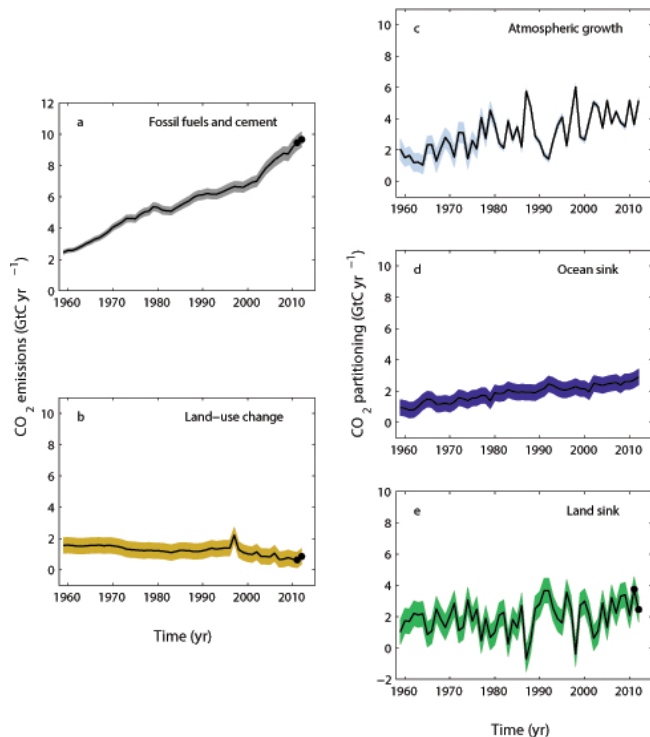 a
Fossil fuels and cement
12
10
8
6
4
2
0
1960 1970 1980 1990 2000 2010
b
Land−use change
10
8
6
4
2
0
1960 1970 1980 1990 2000 2010
CO2 emissions (GtC yr −1)
Time (yr)
c
Atmospheric growth
10
8
6
4
2
0
1960 1970 1980 1990 2000 2010
d
Ocean sink
10
8
6
4
2
0
1960 1970 1980 1990 2000 2010
e
Land sink
10
8
6
4
2
0
−2
1960 1970 1980 1990 2000 2010
CO2 partitioning (GtC yr −1)
Time (yr)